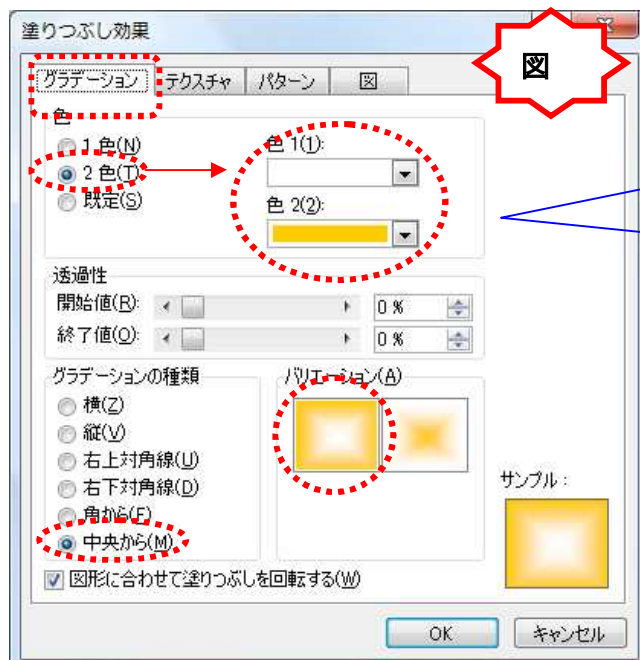 塗りつぶし効果
図
グラデーション テクスチャ パターン 図
色
1 色(N)
2 色(T)
既定(S)
色 1(1):
色 2(2):
透過性
開始値(R): 0 %
終了値(O): 0 %
グラデーションの種類
横(Z)
縦(V)
右上対角線(U)
右下対角線(D)
角から(F)
中央から(M)
バリエーション(A)
サンプル :
図形に合わせて塗りつぶしを回転する(W)
OK キャンセル